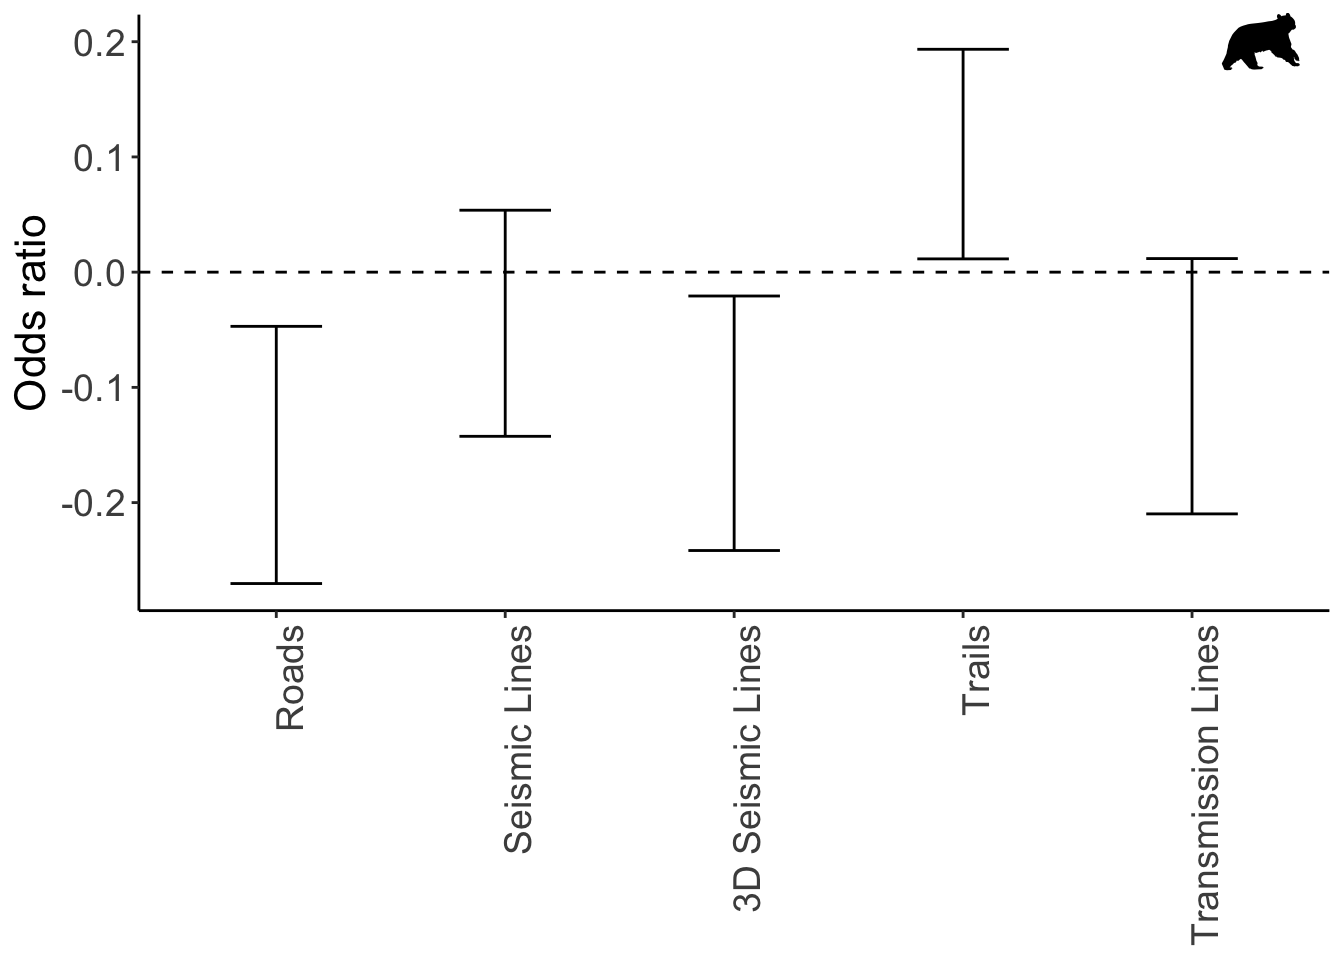 Odds ratio
0.2
0.1
0.0
-0.1
-0.2
Roads
Seismic Lines
3D Seismic Lines
Trails
Transmission Lines